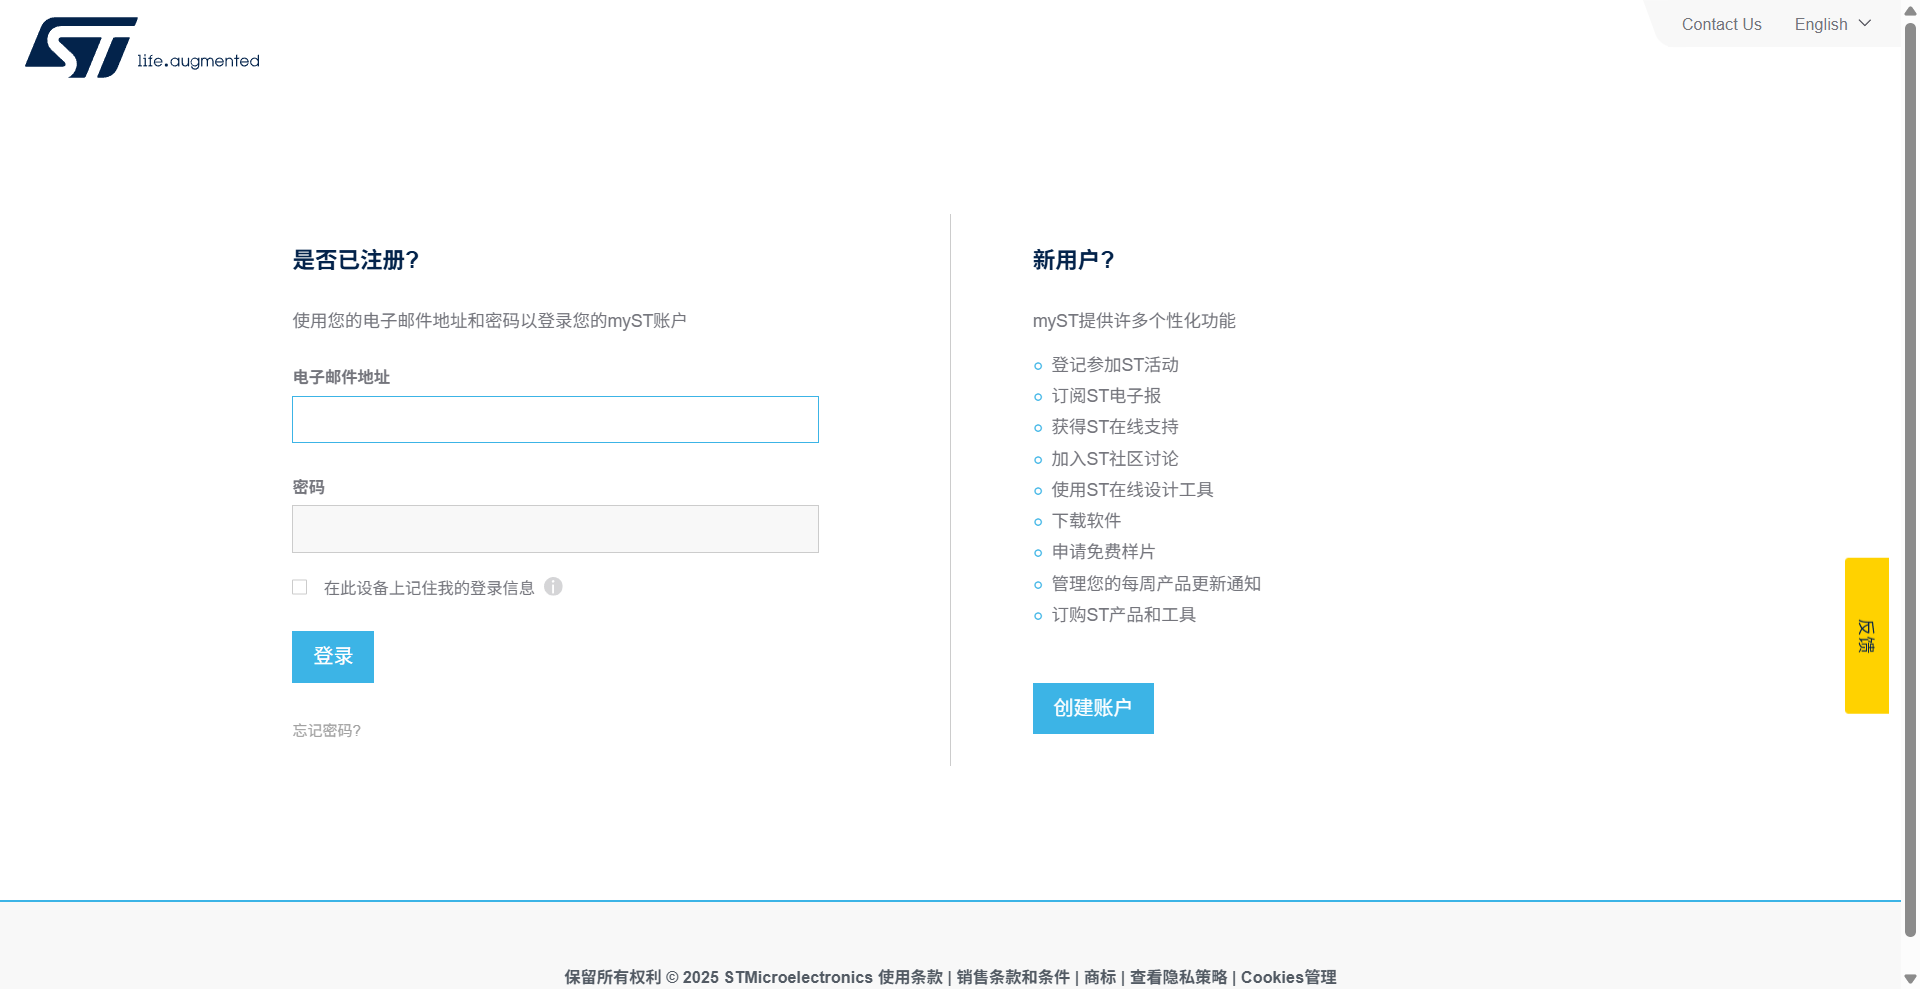 ST life.augmented
Contact Us English
是否已注册?
使用您的电子邮件地址和密码以登录您的myST账户
电子邮件地址
密码
在此设备上记住我的登录信息
登录
忘记密码?
新用户?
myST提供许多个性化功能
登记参加ST活动
订阅ST电子报
获得ST在线支持
加入ST社区讨论
使用ST在线设计工具
下载软件
申请免费样片
管理您的每周产品更新通知
订购ST产品和工具
创建账户
反馈
保留所有权利 © 2025 STMicroelectronics 使用条款 | 销售条款和条件 | 商标 | 查看隐私策略 | Cookies管理